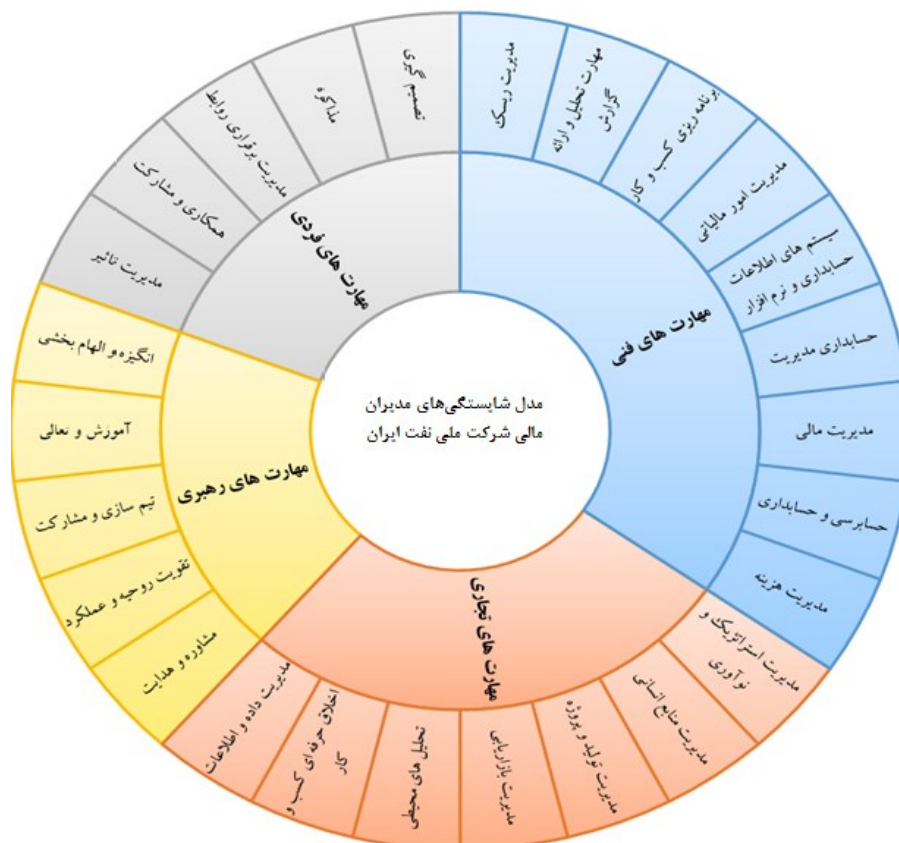 مدل شایستگی‌های مدیران
مالی شرکت ملی نفت ایران
مهارت های فنی
مدیریت ریسک
مهارت تحلیل و ارائه
گزارش
برنامه ریزی کسب و کار
مدیریت امور مالیاتی
سیستم های اطلاعات
حسابداری و نرم افزار
حسابداری مدیریت
مدیریت مالی
حسابرسی و حسابداری
مدیریت هزینه
مهارت های تجاری
مدیریت استراتژیک و
نوآوری
مدیریت منابع انسانی
مدیریت تولید و پروژه
مدیریت بازاریابی
تحلیل های محیطی
اخلاق حرفه ای کسب و
کار
مدیریت داده و اطلاعات
مهارت های رهبری
مشاوره و هدایت
تقویت روحیه و عملکرد
تیم سازی و مشارکت
آموزش و تعالی
انگیزه و الهام بخشی
مهارت های فردی
مدیریت تاثیر
همکاری و مشارکت
مدیریت برقراری روابط
مذاکره
تصمیم گیری